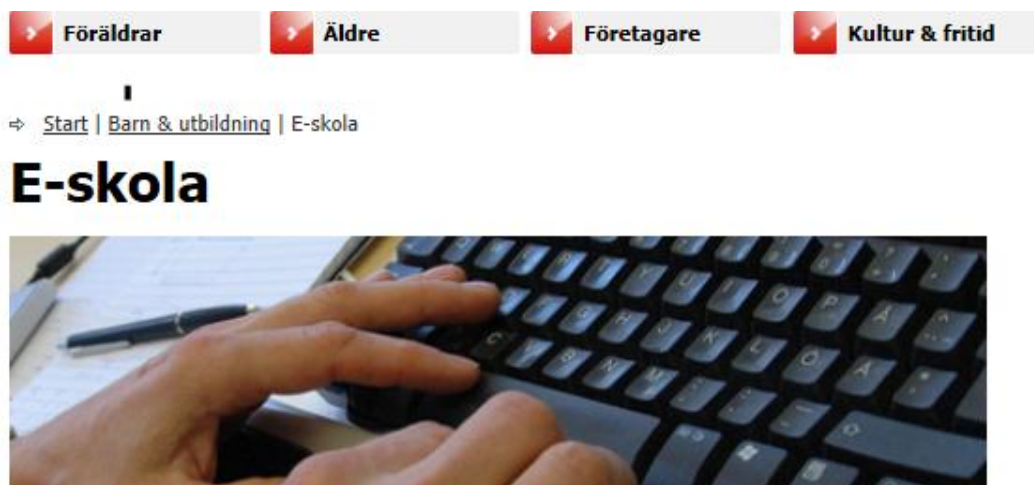 Föräldrar Äldre Företagare Kultur & fritid
Start | Barn & utbildning | E-skola
E-skola